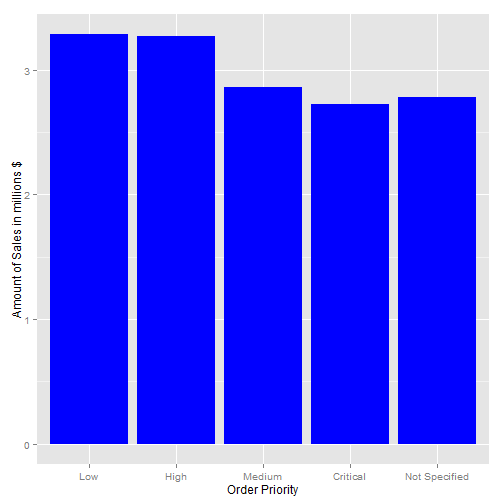 Amount of Sales in millions $
3
2
1
0
Low High Medium Critical Not Specified
Order Priority